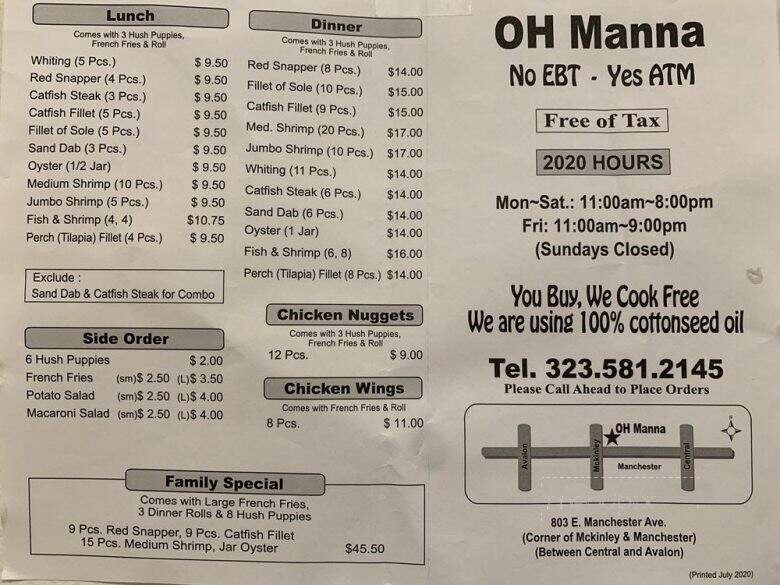 Lunch
Comes with 3 Hush Puppies,
French Fries & Roll
Whiting (5 Pcs.) $ 9.50
Red Snapper (4 Pcs.) $ 9.50
Catfish Steak (3 Pcs.) $ 9.50
Catfish Fillet (5 Pcs.) $ 9.50
Fillet of Sole (5 Pcs.) $ 9.50
Sand Dab (3 Pcs.) $ 9.50
Oyster (1/2 Jar) $ 9.50
Medium Shrimp (10 Pcs.) $ 9.50
Jumbo Shrimp (5 Pcs.) $ 9.50
Fish & Shrimp (4, 4) $10.75
Perch (Tilapia) Fillet (4 Pcs.) $ 9.50
Exclude :
Sand Dab & Catfish Steak for Combo
Side Order
6 Hush Puppies $ 2.00
French Fries (sm)$ 2.50 (L)$ 3.50
Potato Salad (sm)$ 2.50 (L)$ 4.00
Macaroni Salad (sm)$ 2.50 (L)$ 4.00
Dinner
Comes with 3 Hush Puppies,
French Fries & Roll
Red Snapper (8 Pcs.) $14.00
Fillet of Sole (10 Pcs.) $15.00
Catfish Fillet (9 Pcs.) $15.00
Med. Shrimp (20 Pcs.) $17.00
Jumbo Shrimp (10 Pcs.) $17.00
Whiting (11 Pcs.) $14.00
Catfish Steak (6 Pcs.) $14.00
Sand Dab (6 Pcs.) $14.00
Oyster (1 Jar) $14.00
Fish & Shrimp (6, 8) $16.00
Perch (Tilapia) Fillet (8 Pcs.) $14.00
Chicken Nuggets
Comes with 3 Hush Puppies,
French Fries & Roll
12 Pcs. $ 9.00
Chicken Wings
Comes with French Fries & Roll
8 Pcs. $ 11.00
Family Special
Comes with Large French Fries,
3 Dinner Rolls & 8 Hush Puppies
9 Pcs. Red Snapper, 9 Pcs. Catfish Fillet
15 Pcs. Medium Shrimp, Jar Oyster $45.50
OH Manna
No EBT - Yes ATM
Free of Tax
2020 HOURS
Mon~Sat.: 11:00am~8:00pm
Fri: 11:00am~9:00pm
(Sundays Closed)
You Buy, We Cook Free
We are using 100% cottonseed oil
Tel. 323.581.2145
Please Call Ahead to Place Orders
N
OH Manna
Avalon
Mckinley
Central
Manchester
803 E. Manchester Ave.
(Corner of Mckinley & Manchester)
(Between Central and Avalon)
(Printed July 2020)